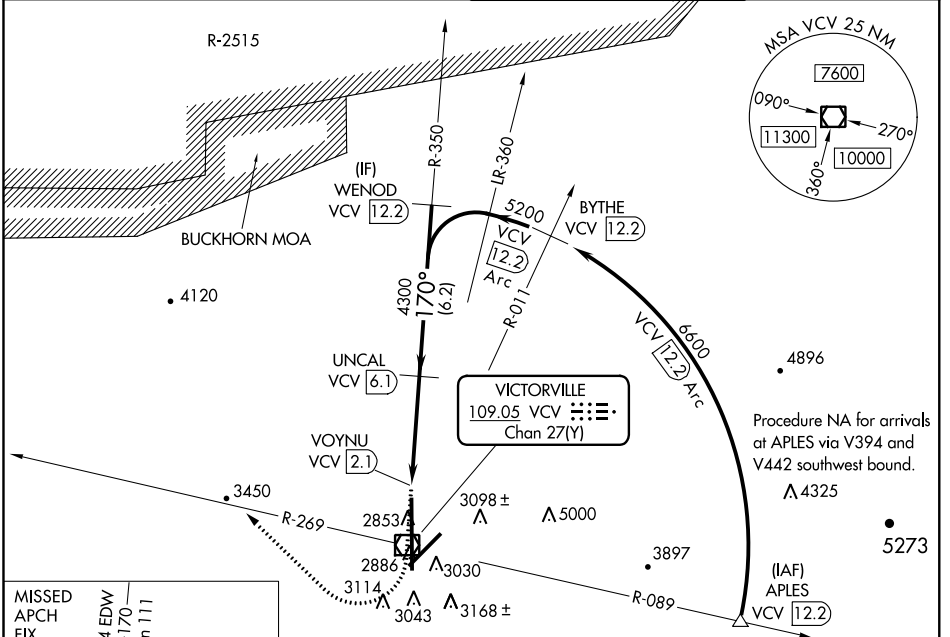 R-2515
MSA VCV 25 NM
7600
090°
11300
270°
10000
360°
R-350
LR-360
(IF)
WENOD
VCV 12.2
5200
VCV
12.2
Arc
BYTHE
VCV 12.2
BUCKHORN MOA
R-011
4120
4300
170°
(6.2)
6600
VCV 12.2 Arc
UNCAL
VCV 6.1
4896
VICTORVILLE
109.05 VCV
Chan 27(Y)
Procedure NA for arrivals
at APLES via V394 and
V442 southwest bound.
VOYNU
VCV 2.1
3450
R-269
2853
3098 ±
5000
4325
5273
2886
3030
3897
3114
3043
3168 ±
R-089
(IAF)
APLES
VCV 12.2
MISSED
APCH
FIX
4 EDW
170
n 111